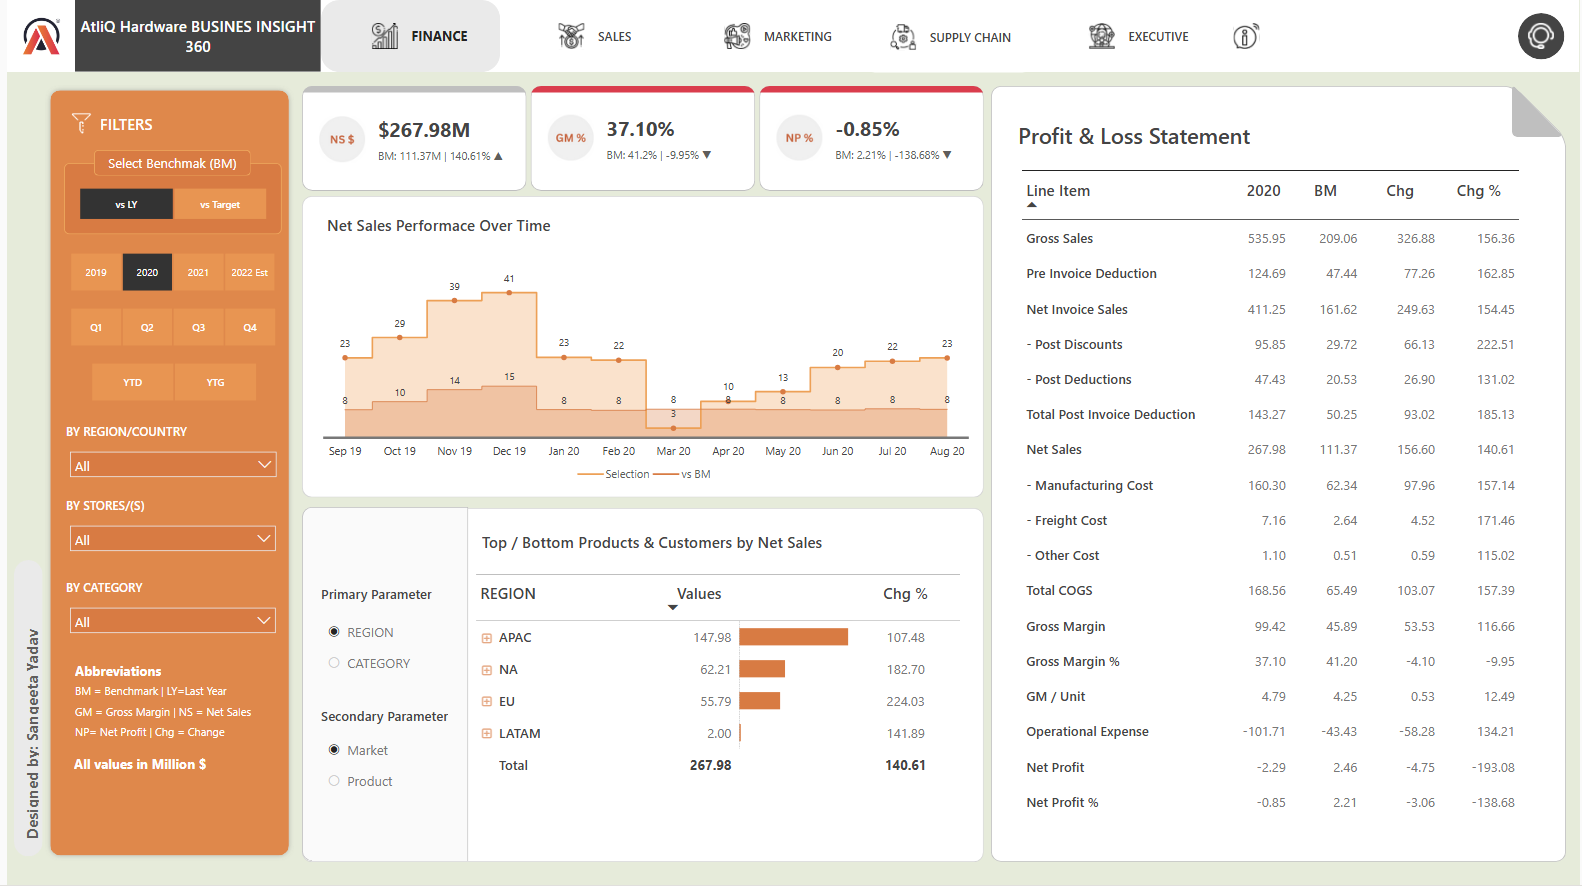 AtliQ Hardware BUSINES INSIGHT
360
FINANCE
SALES
MARKETING
SUPPLY CHAIN
EXECUTIVE
FILTERS
Select Benchmak (BM)
vs LY
vs Target
2019
2020
2021
2022 Est
Q1
Q2
Q3
Q4
YTD
YTG
BY REGION/COUNTRY
All
BY STORES/(S)
All
BY CATEGORY
All
Abbreviations
BM = Benchmark | LY=Last Year
GM = Gross Margin | NS = Net Sales
NP= Net Profit | Chg = Change
All values in Million $
Designed by: Sangeeta Yadav
NS $
$267.98M
BM: 111.37M | 140.61% ▲
GM %
37.10%
BM: 41.2% | -9.95% ▼
NP %
-0.85%
BM: 2.21% | -138.68% ▼
Net Sales Performace Over Time
23 29 39 41 23 22 3 10 13 20 22 23
8 10 14 15 8 8 8 8 8 8 8 8
Sep 19 Oct 19 Nov 19 Dec 19 Jan 20 Feb 20 Mar 20 Apr 20 May 20 Jun 20 Jul 20 Aug 20
Selection vs BM
Primary Parameter
REGION
CATEGORY
Secondary Parameter
Market
Product
Top / Bottom Products & Customers by Net Sales
REGION Values Chg %
APAC 147.98 107.48
NA 62.21 182.70
EU 55.79 224.03
LATAM 2.00 141.89
Total 267.98 140.61
Profit & Loss Statement
Line Item 2020 BM Chg Chg %
Gross Sales 535.95 209.06 326.88 156.36
Pre Invoice Deduction 124.69 47.44 77.26 162.85
Net Invoice Sales 411.25 161.62 249.63 154.45
- Post Discounts 95.85 29.72 66.13 222.51
- Post Deductions 47.43 20.53 26.90 131.02
Total Post Invoice Deduction 143.27 50.25 93.02 185.13
Net Sales 267.98 111.37 156.60 140.61
- Manufacturing Cost 160.30 62.34 97.96 157.14
- Freight Cost 7.16 2.64 4.52 171.46
- Other Cost 1.10 0.51 0.59 115.02
Total COGS 168.56 65.49 103.07 157.39
Gross Margin 99.42 45.89 53.53 116.66
Gross Margin % 37.10 41.20 -4.10 -9.95
GM / Unit 4.79 4.25 0.53 12.49
Operational Expense -101.71 -43.43 -58.28 134.21
Net Profit -2.29 2.46 -4.75 -193.08
Net Profit % -0.85 2.21 -3.06 -138.68